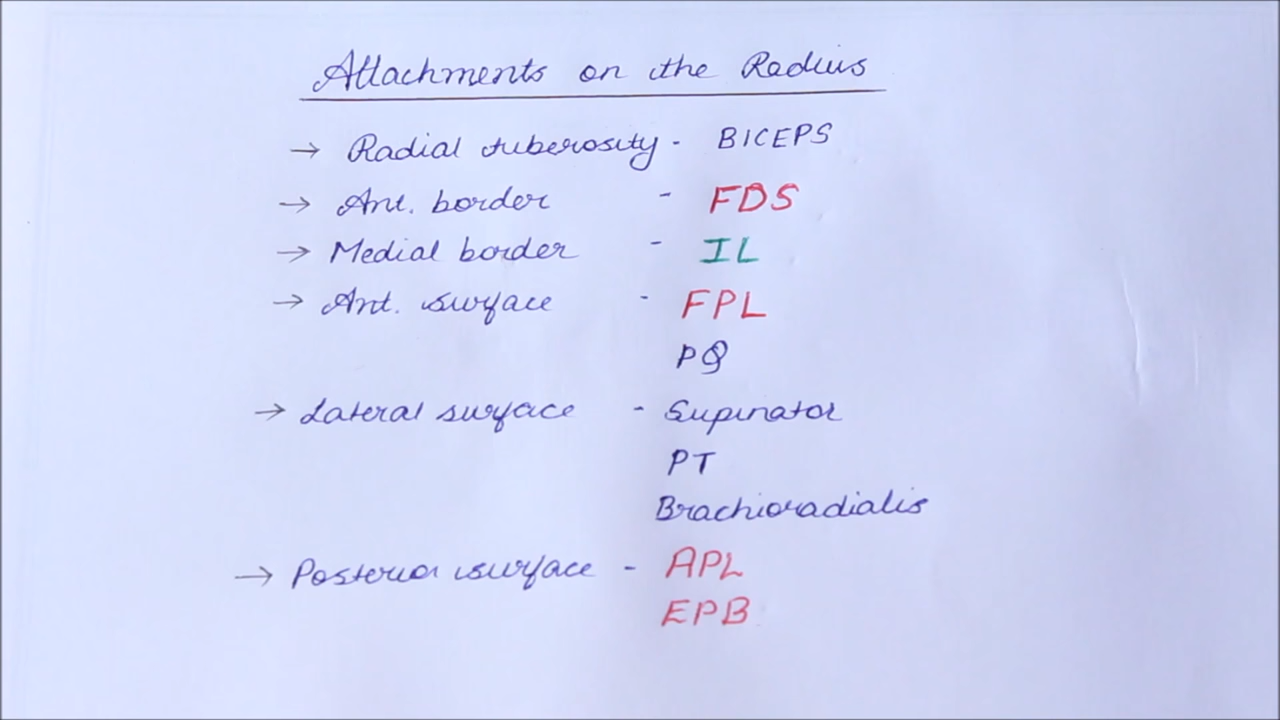 Attachments on the Radius
→ Radial tuberosity - BICEPS
→ Ant. border - FDS
→ Medial border - IL
→ Ant. surface - FPL
PQ
→ Lateral surface - Supinator
PT
Brachioradialis
→ Posterior surface - APL
EPB